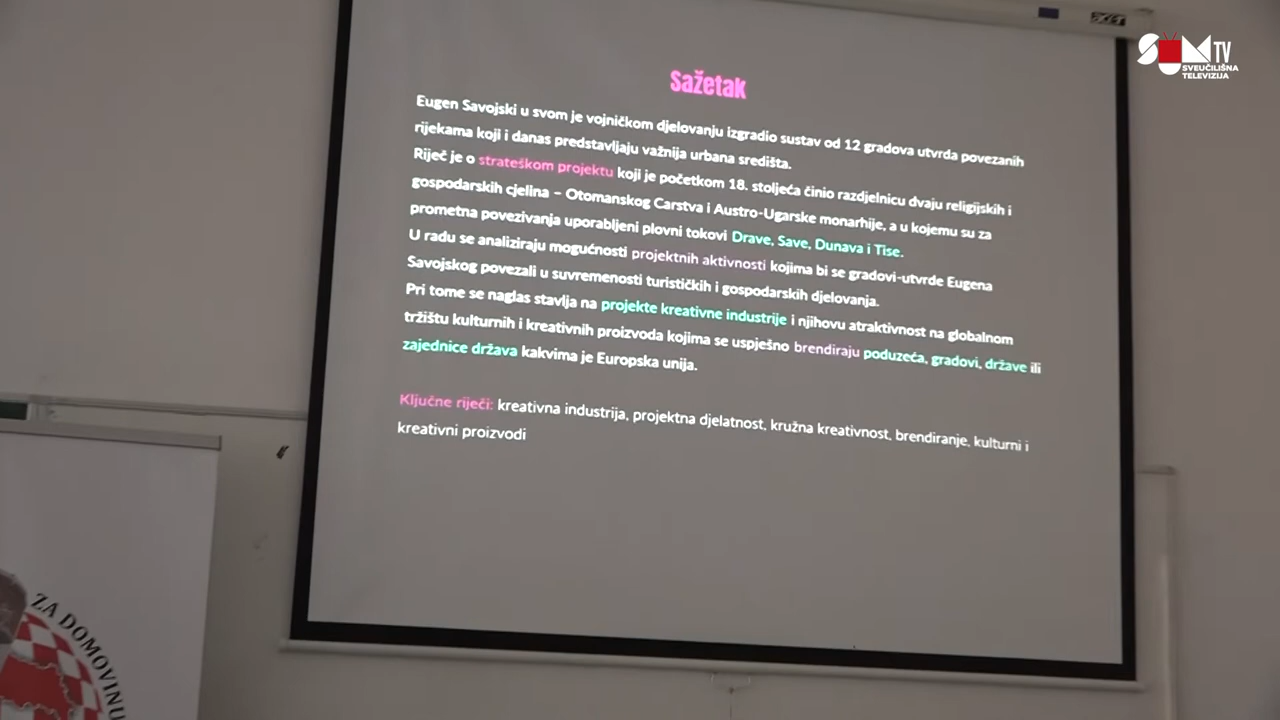 acer
SUM TV
SVEUČILIŠNA
TELEVIZIJA
Sažetak
Eugen Savojski u svom je vojničkom djelovanju izgradio sustav od 12 gradova utvrda povezanih
rijekama koji i danas predstavljaju važnija urbana središta.
Riječ je o strateškom projektu koji je početkom 18. stoljeća činio razdjelnicu dvaju religijskih i
gospodarskih cjelina – Otomanskog Carstva i Austro-Ugarske monarhije, a u kojemu su za
prometna povezivanja uporabljeni plovni tokovi Drave, Save, Dunava i Tise.
U radu se analiziraju mogućnosti projektnih aktivnosti kojima bi se gradovi-utvrde Eugena
Savojskog povezali u suvremenosti turističkih i gospodarskih djelovanja.
Pri tome se naglas stavlja na projekte kreativne industrije i njihovu atraktivnost na globalnom
tržištu kulturnih i kreativnih proizvoda kojima se uspješno brendiraju poduzeća, gradovi, države ili
zajednice država kakvima je Europska unija.
Ključne riječi: kreativna industrija, projektna djelatnost, kružna kreativnost, brendiranje, kulturni i
kreativni proizvodi
ZA DOMOVINU